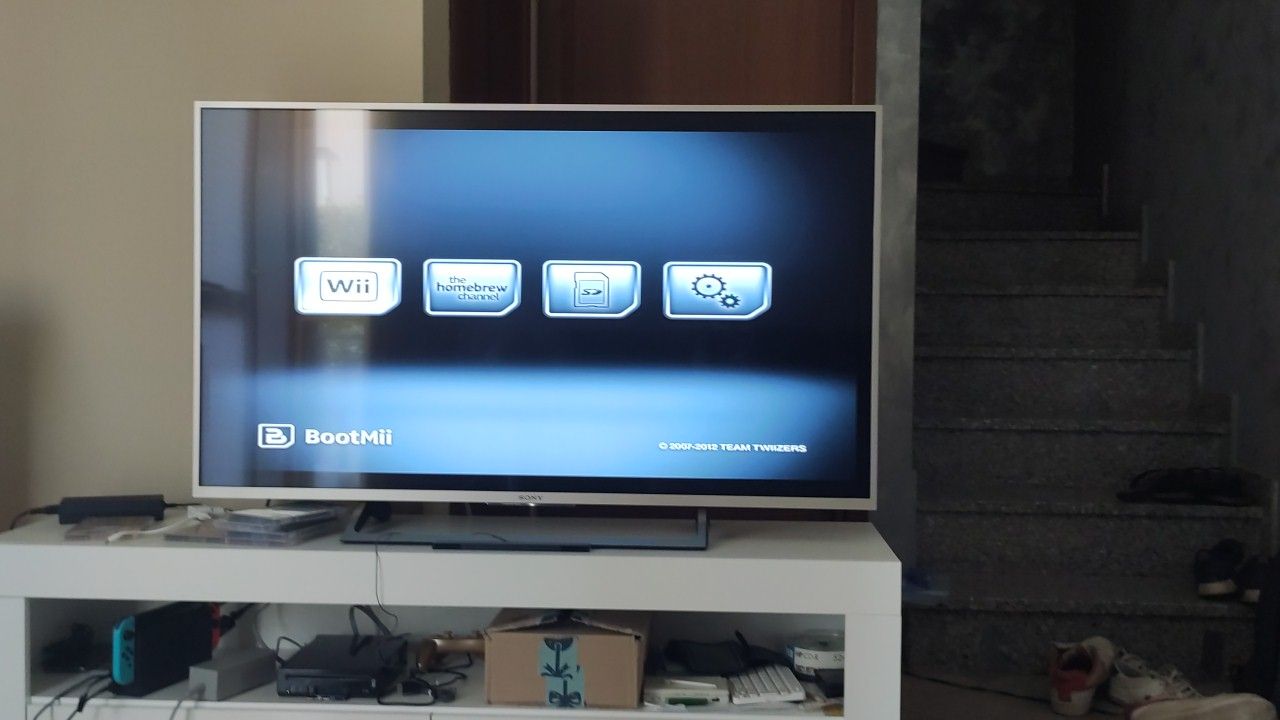 Wii
the
homebrew
channel
SD
BootMii
© 2007-2012 TEAM TWIIZERS
SONY